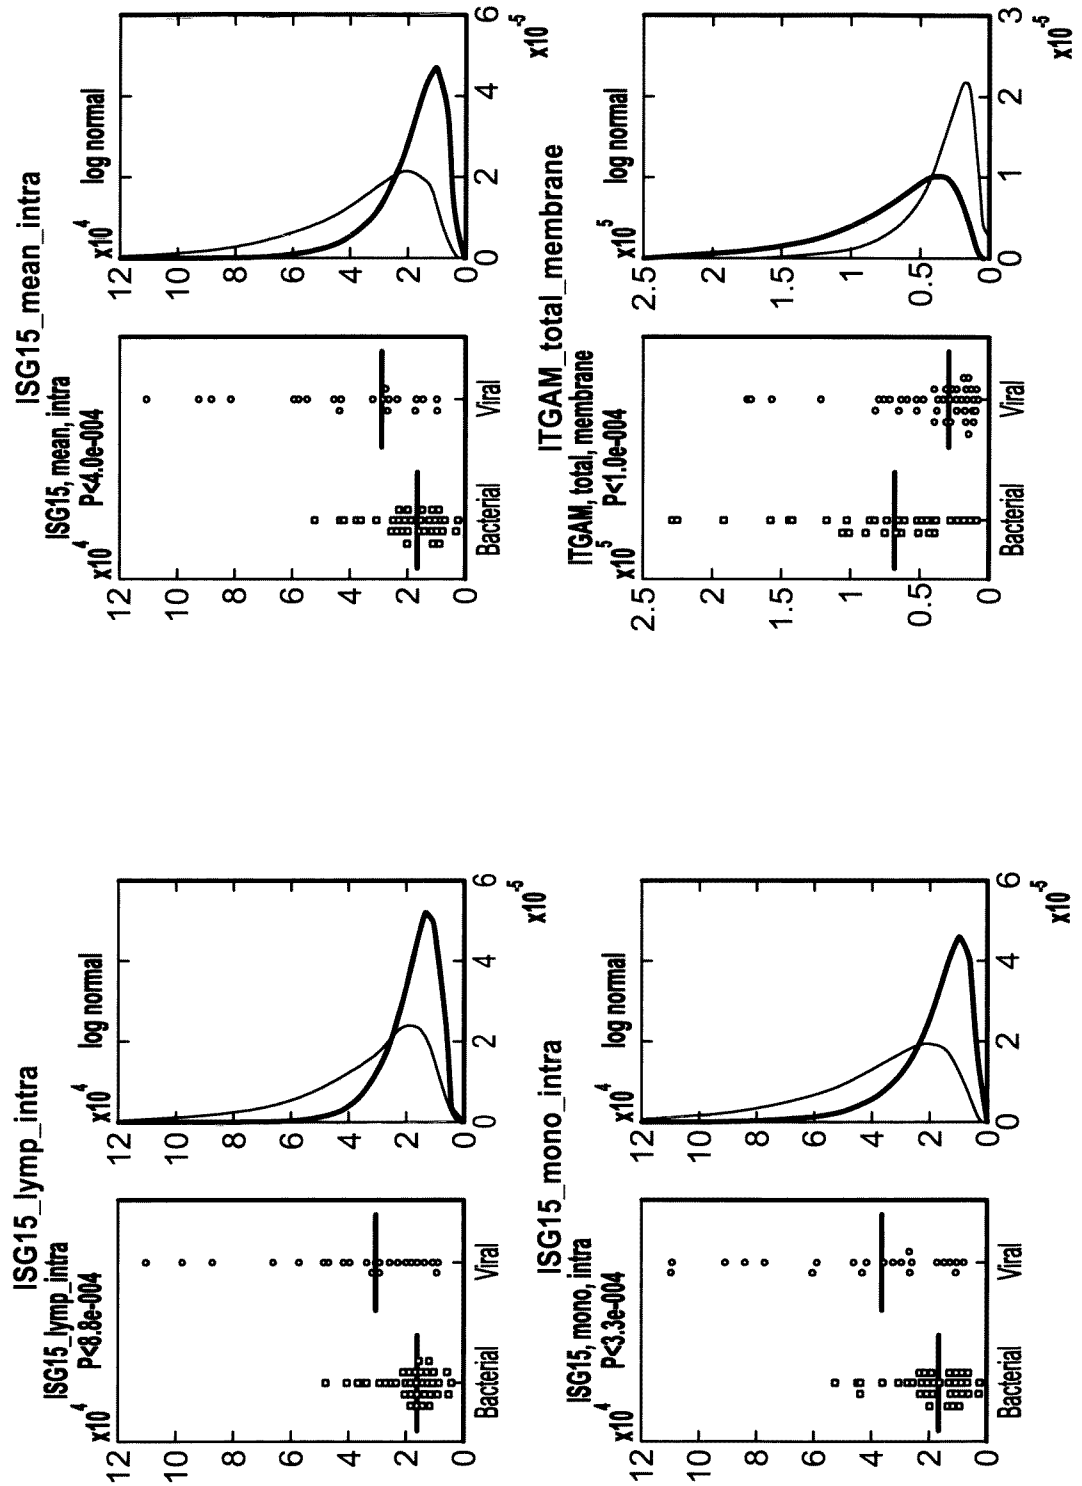 ISG15_lymp_intra
ISG15_lymp_intra
P<8.8e-004
x10^4
12
10
8
6
4
2
0
Bacterial
Viral
x10^4
log normal
12
10
8
6
4
2
0
0
2
4
6
x10^-5
ISG15_mean_intra
ISG15, mean, intra
P<4.0e-004
x10^4
12
10
8
6
4
2
0
Bacterial
Viral
x10^4
log normal
12
10
8
6
4
2
0
0
2
4
6
x10^-5
ISG15_mono_intra
ISG15, mono, intra
P<3.3e-004
x10^4
12
10
8
6
4
2
0
Bacterial
Viral
x10^4
log normal
12
10
8
6
4
2
0
0
2
4
6
x10^-5
ITGAM_total_membrane
ITGAM, total, membrane
P<1.0e-004
x10^5
2.5
2
1.5
1
0.5
0
Bacterial
Viral
x10^5
log normal
2.5
2
1.5
1
0.5
0
0
1
2
3
x10^-5